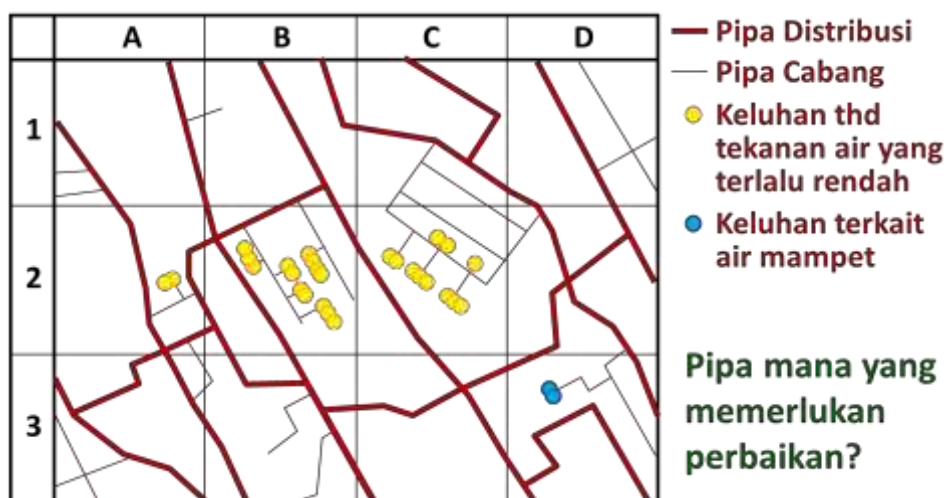 A B C D
1
2
3
Pipa Distribusi
Pipa Cabang
Keluhan thd
tekanan air yang
terlalu rendah
Keluhan terkait
air mampet
Pipa mana yang
memerlukan
perbaikan?